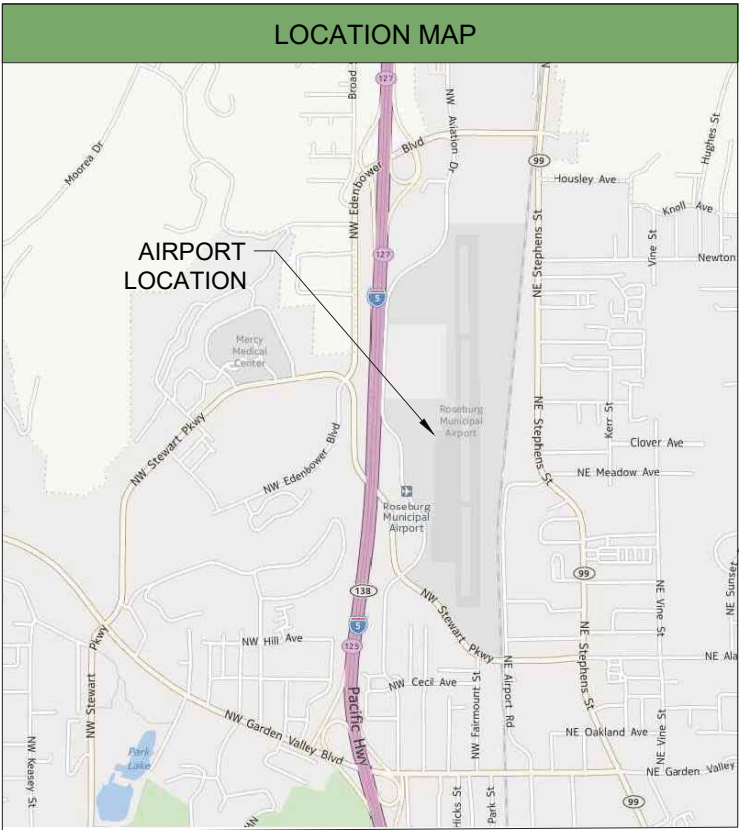 LOCATION MAP
127
Broad
NW Aviation Dr
Hughes St
Moorea Dr
NW Edenbower
Blvd
99
Housley Ave
Knoll Ave
NE Stephens St
Vine St
Newton
AIRPORT
LOCATION
127
5
Mercy
Medical
Center
Roseburg
Municipal
Airport
NW Stewart Pkwy
NE Stephens St
Kerr St
Clover Ave
NW Edenbower Blvd
NE Meadow Ave
Roseburg
Municipal
Airport
99
138
5
125
NW Stewart Pkwy
NE Stephens St
NE Vine St
NE Sunset
NW Stewart Pkwy
NW Hill Ave
NE Ala
NW Cecil Ave
Pacific Hwy
NW Fairmount St
NE Airport Rd
NW Garden Valley Blvd
NE Oakland Ave
NE Vine St
NW Keasey St
Park
Lake
NE Garden Valley
Hicks St
Park St
99